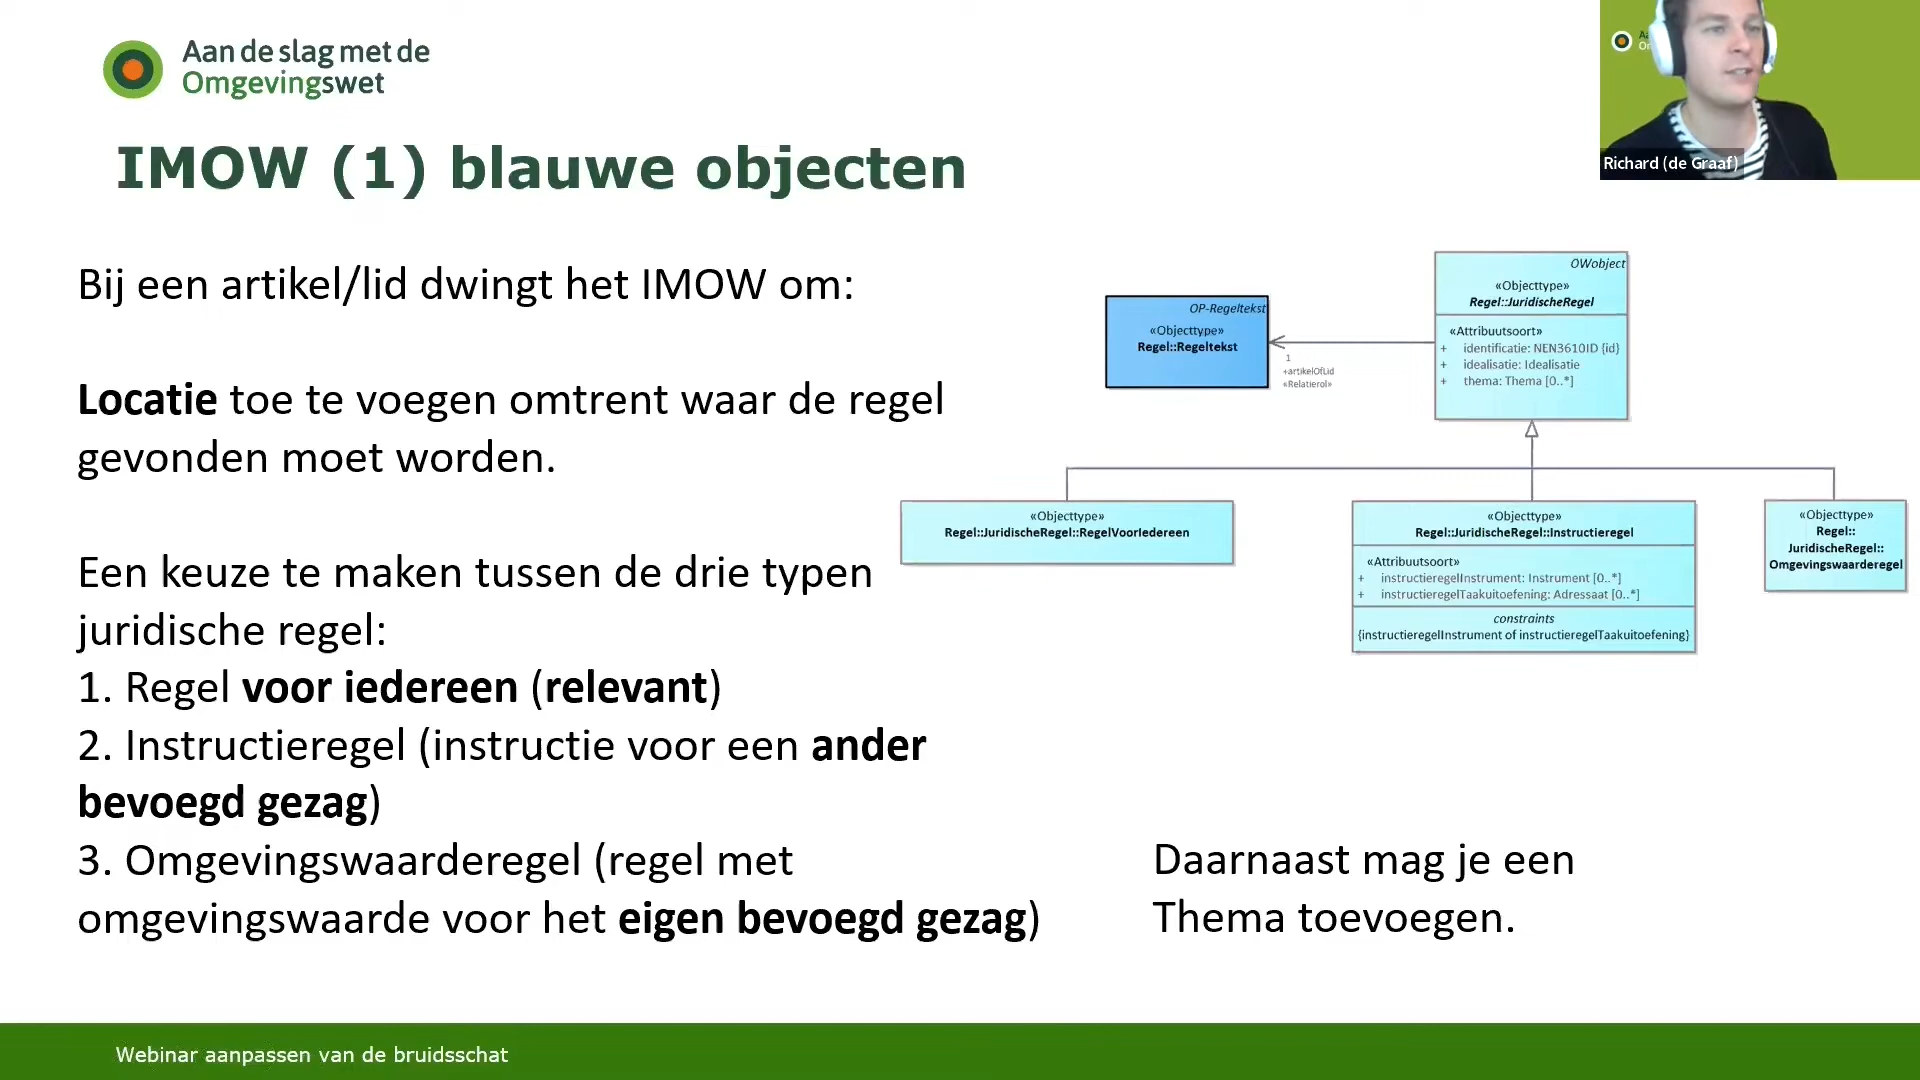 Aan de slag met de
Omgevingswet
IMOW (1) blauwe objecten
Richard (de Graaf)
Bij een artikel/lid dwingt het IMOW om:
Locatie toe te voegen omtrent waar de regel
gevonden moet worden.
Een keuze te maken tussen de drie typen
juridische regel:
1. Regel voor iedereen (relevant)
2. Instructieregel (instructie voor een ander
bevoegd gezag)
3. Omgevingswaarderegel (regel met
omgevingswaarde voor het eigen bevoegd gezag)
OP-Regeltekst
«Objecttype»
Regel::Regeltekst
1
+artikelOfLid
«Relatierol»
OWobject
«Objecttype»
Regel::JuridischeRegel
«Attribuutsoort»
+ identificatie: NEN3610ID {id}
+ idealisatie: Idealisatie
+ thema: Thema [0..*]
«Objecttype»
Regel::JuridischeRegel::RegelVoorIedereen
«Objecttype»
Regel::JuridischeRegel::Instructieregel
«Attribuutsoort»
+ instructieregelInstrument: Instrument [0..*]
+ instructieregelTaakuitoefening: Adressaat [0..*]
constraints
{instructieregelInstrument of instructieregelTaakuitoefening}
«Objecttype»
Regel::
JuridischeRegel::
Omgevingswaarderegel
Daarnaast mag je een
Thema toevoegen.
Webinar aanpassen van de bruidsschat